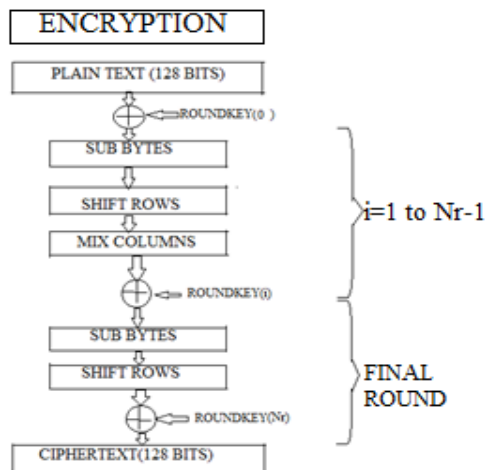 ENCRYPTION
PLAIN TEXT (128 BITS)
ROUNDKEY(0 )
SUB BYTES
SHIFT ROWS
MIX COLUMNS
i=1 to Nr-1
ROUNDKEY(i)
SUB BYTES
SHIFT ROWS
FINAL
ROUND
ROUNDKEY(Nr)
CIPHERTEXT(128 BITS)